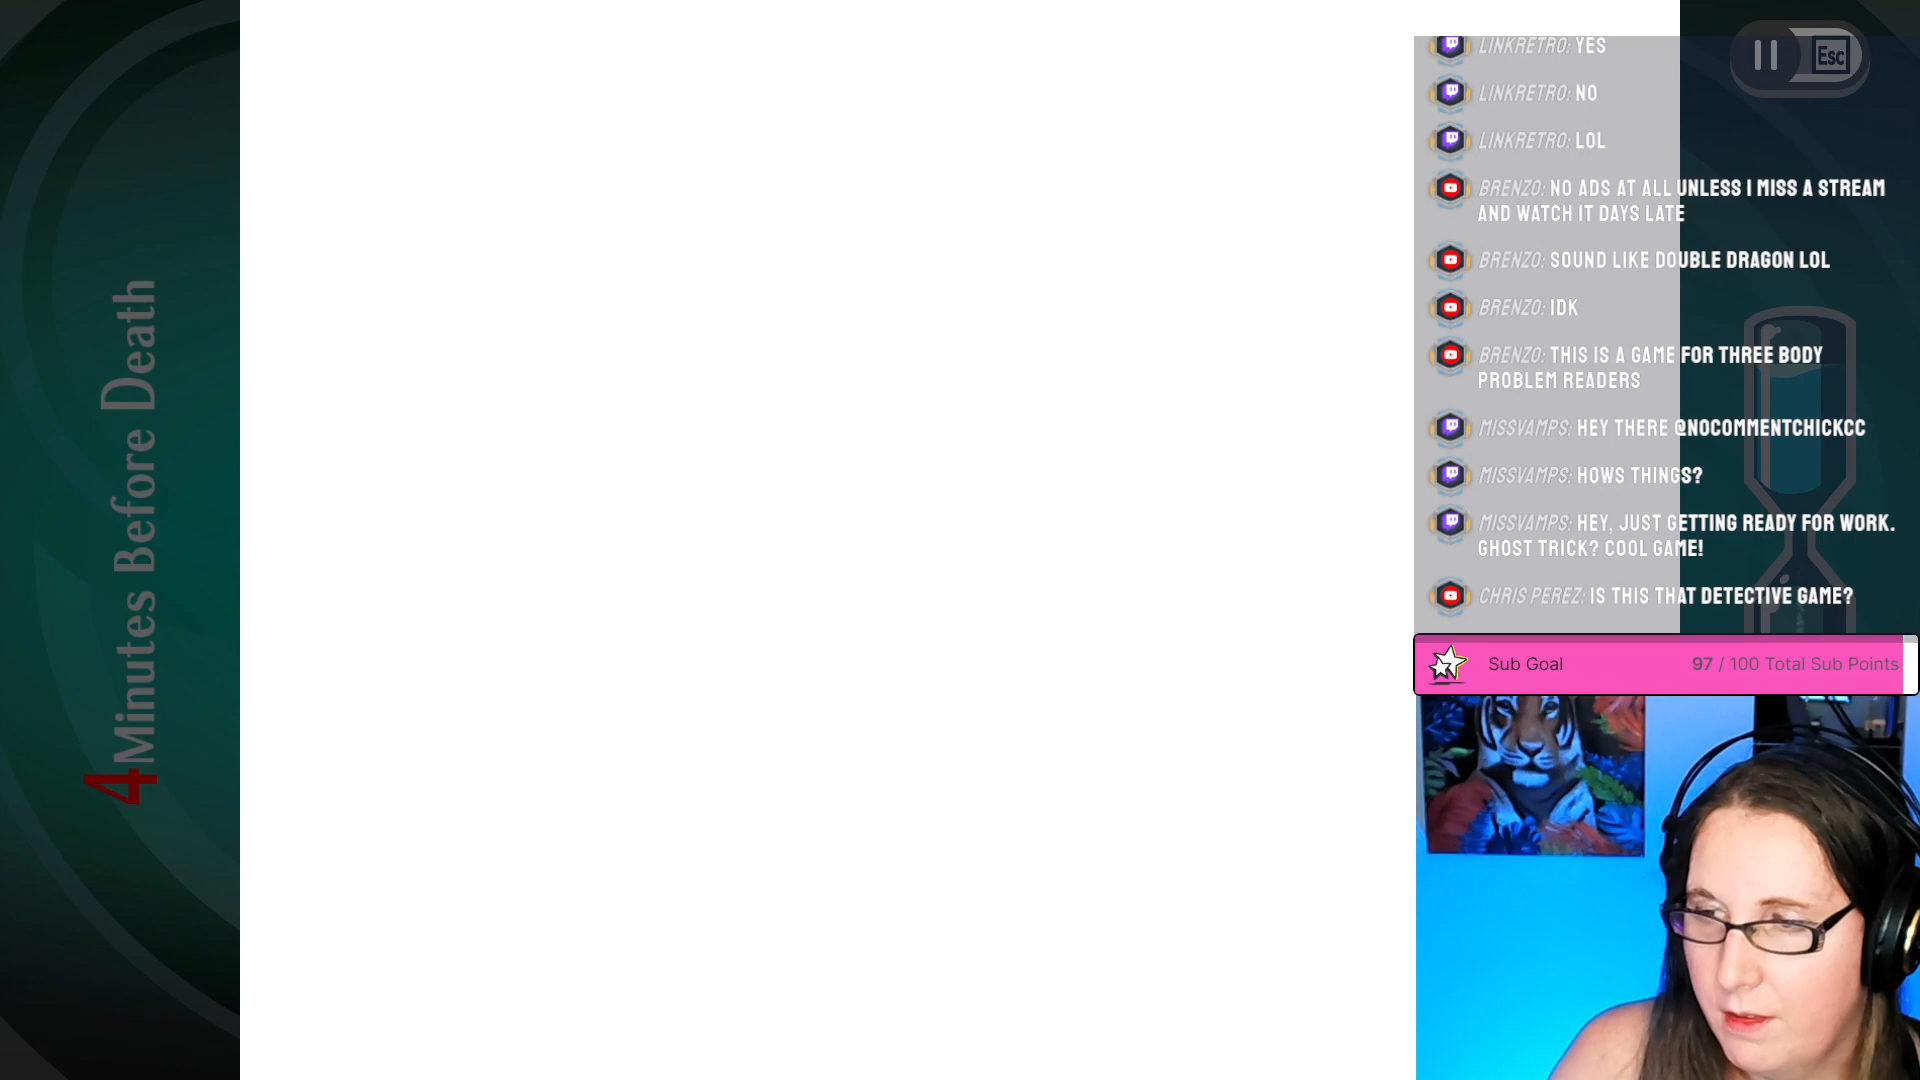 4 Minutes Before Death
Esc
LINKRETRO: YES
LINKRETRO: NO
LINKRETRO: LOL
BRENZO: NO ADS AT ALL UNLESS I MISS A STREAM
AND WATCH IT DAYS LATE
BRENZO: SOUND LIKE DOUBLE DRAGON LOL
BRENZO: IDK
BRENZO: THIS IS A GAME FOR THREE BODY
PROBLEM READERS
MISSVAMPS: HEY THERE @NOCOMMENTCHICKCC
MISSVAMPS: HOWS THINGS?
MISSVAMPS: HEY, JUST GETTING READY FOR WORK.
GHOST TRICK? COOL GAME!
CHRIS PEREZ: IS THIS THAT DETECTIVE GAME?
Sub Goal 97 / 100 Total Sub Points